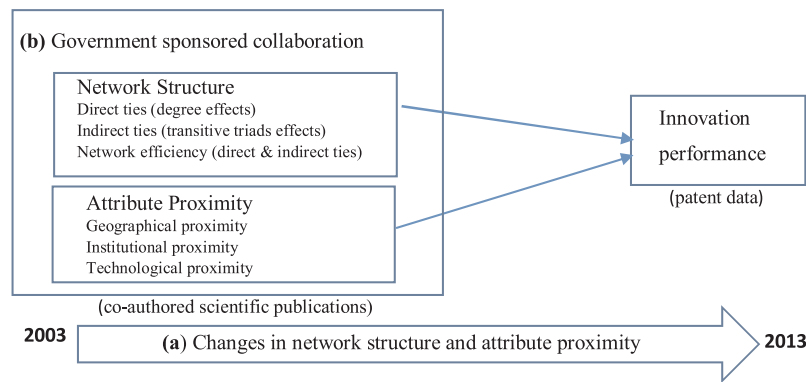 (b) Government sponsored collaboration
Network Structure
Direct ties (degree effects)
Indirect ties (transitive triads effects)
Network efficiency (direct & indirect ties)
Attribute Proximity
Geographical proximity
Institutional proximity
Technological proximity
(co-authored scientific publications)
Innovation
performance
(patent data)
2003
(a) Changes in network structure and attribute proximity
2013